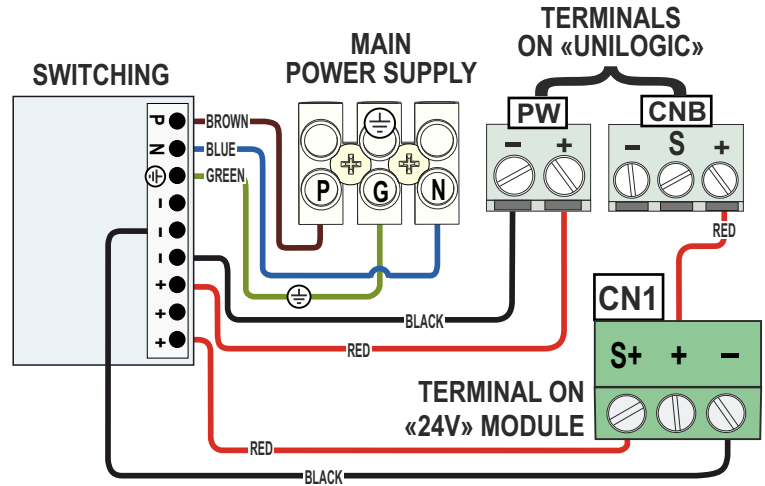 TERMINALS
ON «UNILOGIC»
MAIN
POWER SUPPLY
SWITCHING
PW
CNB
− +
− S +
P
N
−
−
−
+
+
+
BROWN
BLUE
GREEN
P G N
RED
BLACK
RED
CN1
S+ + −
TERMINAL ON
«24V» MODULE
RED
BLACK